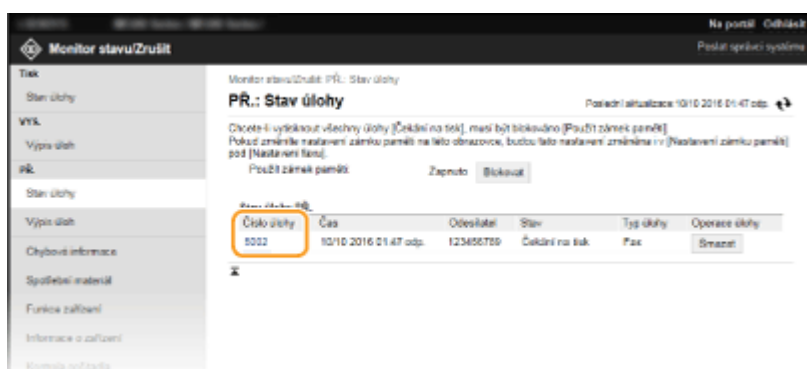 Na portál Odhlásit
Monitor stavu/Zrušit
Poslat správci systému
Tisk
Stav úlohy
VYS.
Výpis úloh
PŘ.
Stav úlohy
Výpis úloh
Chybové informace
Spotřební materiál
Funkce zařízení
Informace o zařízení
Kontrola počitadla
Monitor stavu/Zrušit: PŘ.: Stav úlohy
PŘ.: Stav úlohy
Poslední aktualizace: 10/10 2016 01:47 odp.
Chcete-li vytisknout všechny úlohy [Čekání na tisk], musí být blokováno [Použít zámek paměti].
Pokud změníte nastavení zámku paměti na této obrazovce, budou tato nastavení změněna i v [Nastavení zámku paměti]
pod [Nastavení faxu].
Použít zámek paměti: Zapnuto Blokovat
Stav úlohy: PŘ.
Číslo úlohy Čas Odesílatel Stav Typ úlohy Operace úlohy
5002 10/10 2016 01:47 odp. 123456789 Čekání na tisk Fax Smazat